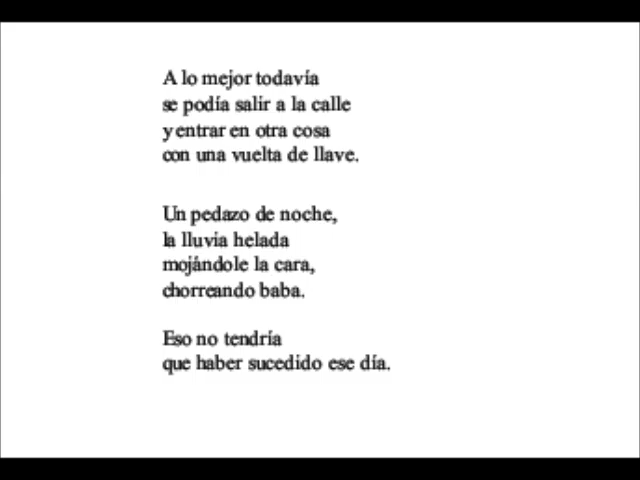 A lo mejor todavía
se podía salir a la calle
y entrar en otra cosa
con una vuelta de llave.
Un pedazo de noche,
la lluvia helada
mojándole la cara,
chorreando baba.
Eso no tendría
que haber sucedido ese día.